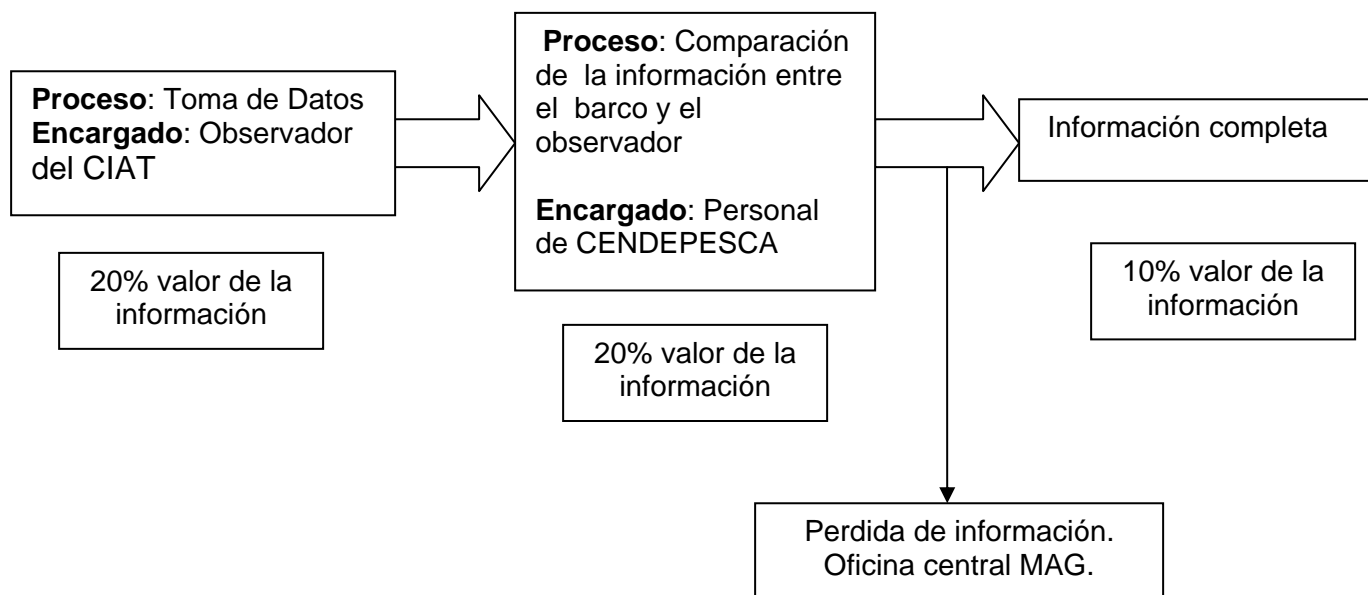 Proceso: Toma de Datos
Encargado: Observador
del CIAT
20% valor de la
información
Proceso: Comparación
de la información entre
el barco y el
observador
Encargado: Personal
de CENDEPESCA
20% valor de la
información
Información completa
10% valor de la
información
Perdida de información.
Oficina central MAG.